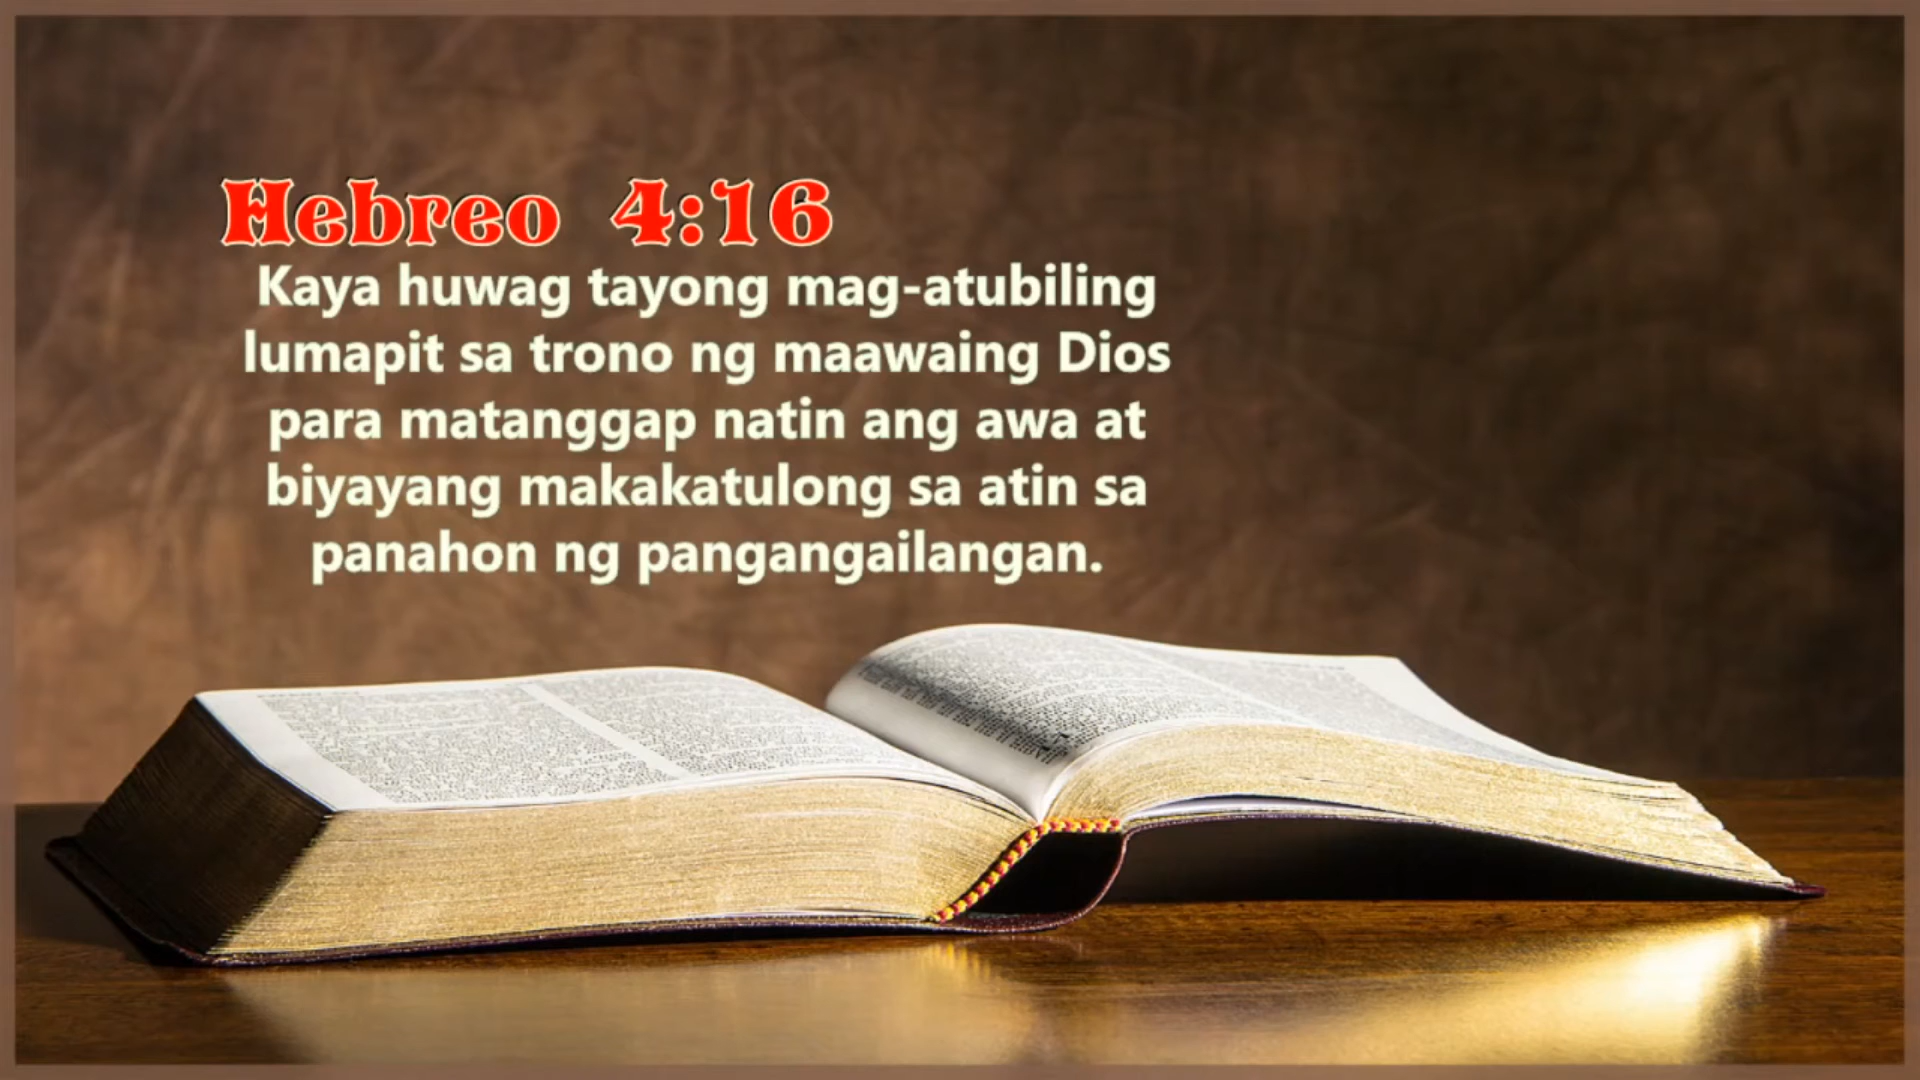 Hebreo 4:16
Kaya huwag tayong mag-atubiling
lumapit sa trono ng maawaing Dios
para matanggap natin ang awa at
biyayang makakatulong sa atin sa
panahon ng pangangailangan.